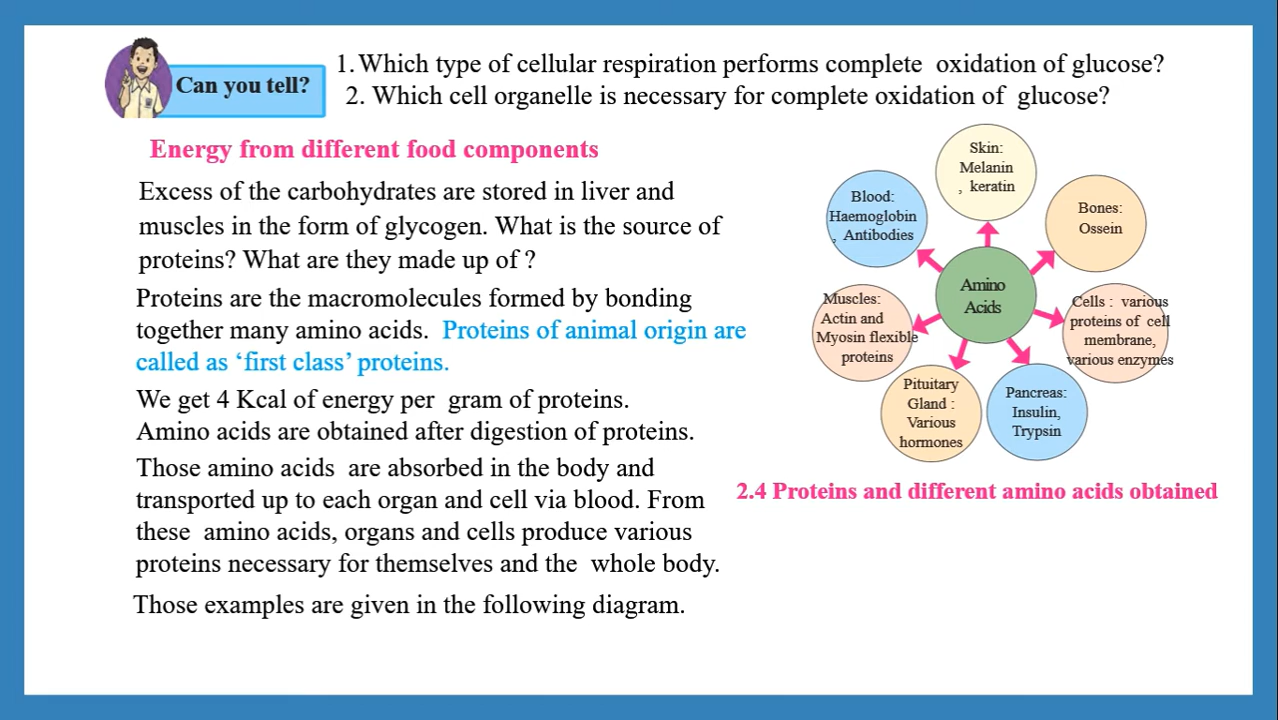 Can you tell?
1. Which type of cellular respiration performs complete oxidation of glucose?
2. Which cell organelle is necessary for complete oxidation of glucose?
Energy from different food components
Excess of the carbohydrates are stored in liver and
muscles in the form of glycogen. What is the source of
proteins? What are they made up of ?
Proteins are the macromolecules formed by bonding
together many amino acids. Proteins of animal origin are
called as ‘first class’ proteins.
We get 4 Kcal of energy per gram of proteins.
Amino acids are obtained after digestion of proteins.
Those amino acids are absorbed in the body and
transported up to each organ and cell via blood. From
these amino acids, organs and cells produce various
proteins necessary for themselves and the whole body.
Those examples are given in the following diagram.
Skin:
Melanin
, keratin
Blood:
Haemoglobin
, Antibodies
Bones:
Ossein
Amino
Acids
Muscles:
Actin and
Myosin flexible
proteins
Cells : various
proteins of cell
membrane,
various enzymes
Pituitary
Gland :
Various
hormones
Pancreas:
Insulin,
Trypsin
2.4 Proteins and different amino acids obtained